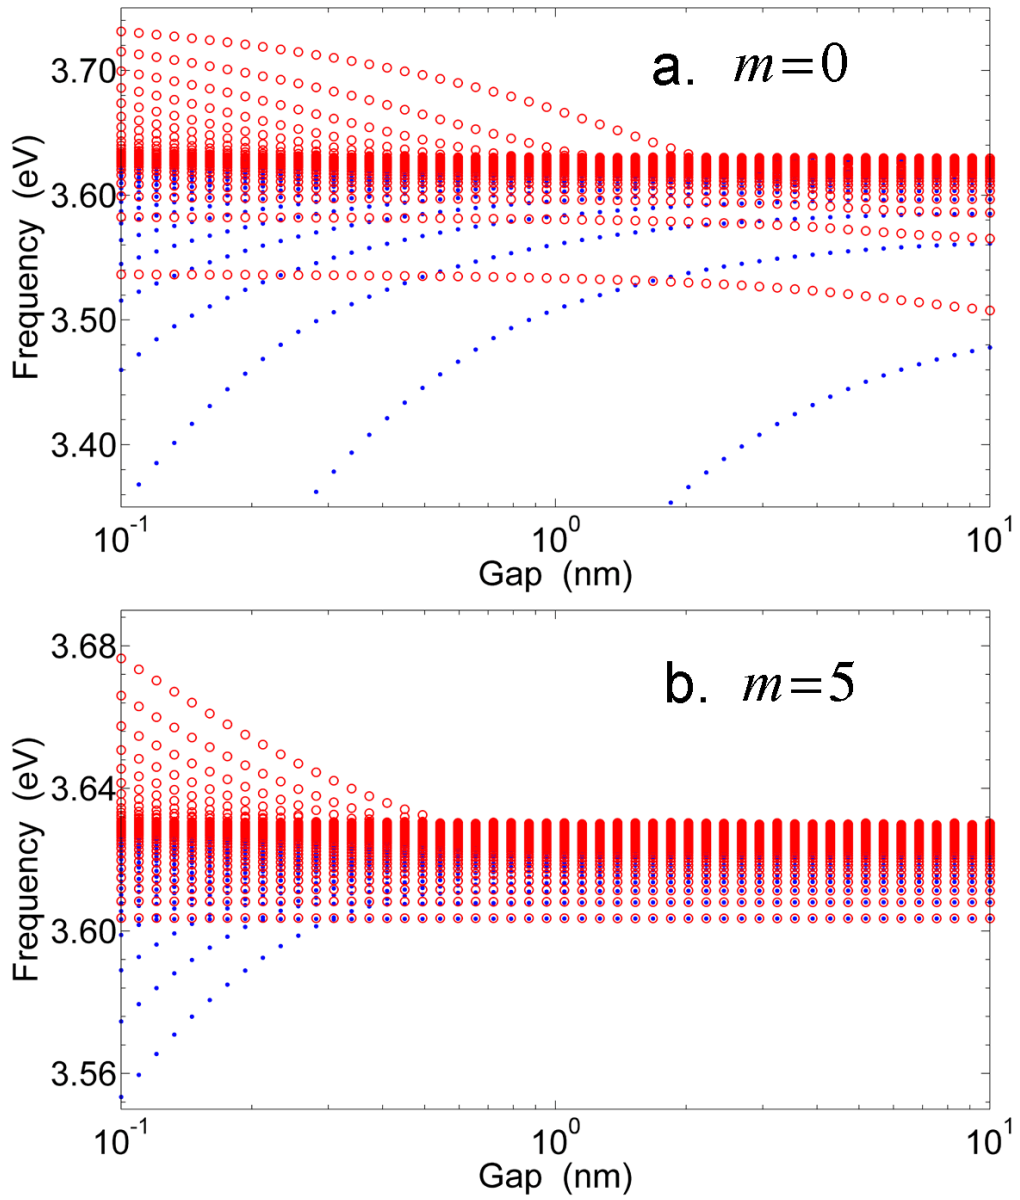 a. m=0
3.70
3.60
3.50
3.40
Frequency (eV)
10^-1
10^0
10^1
Gap (nm)
b. m=5
3.68
3.64
3.60
3.56
Frequency (eV)
10^-1
10^0
10^1
Gap (nm)